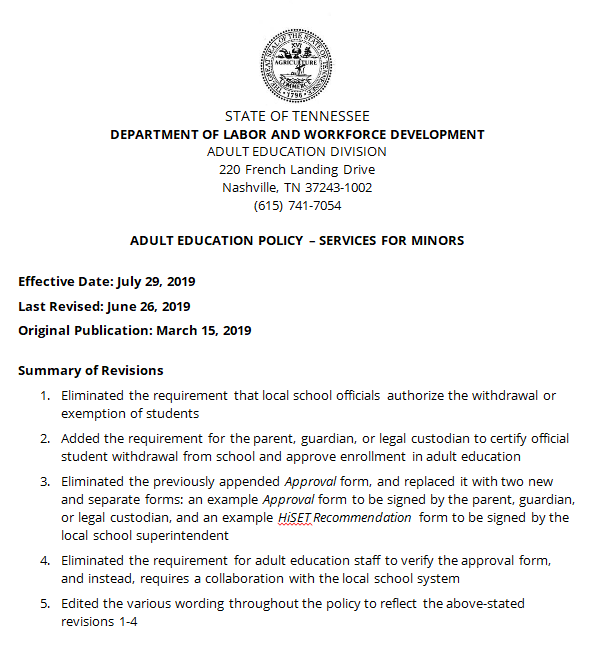 THE GREAT SEAL OF THE STATE OF TENNESSEE
XVI
AGRICULTURE
COMMERCE
1796
STATE OF TENNESSEE
DEPARTMENT OF LABOR AND WORKFORCE DEVELOPMENT
ADULT EDUCATION DIVISION
220 French Landing Drive
Nashville, TN 37243-1002
(615) 741-7054
ADULT EDUCATION POLICY – SERVICES FOR MINORS
Effective Date: July 29, 2019
Last Revised: June 26, 2019
Original Publication: March 15, 2019
Summary of Revisions
1. Eliminated the requirement that local school officials authorize the withdrawal or
exemption of students
2. Added the requirement for the parent, guardian, or legal custodian to certify official
student withdrawal from school and approve enrollment in adult education
3. Eliminated the previously appended Approval form, and replaced it with two new
and separate forms: an example Approval form to be signed by the parent, guardian,
or legal custodian, and an example HiSET Recommendation form to be signed by the
local school superintendent
4. Eliminated the requirement for adult education staff to verify the approval form,
and instead, requires a collaboration with the local school system
5. Edited the various wording throughout the policy to reflect the above-stated
revisions 1-4